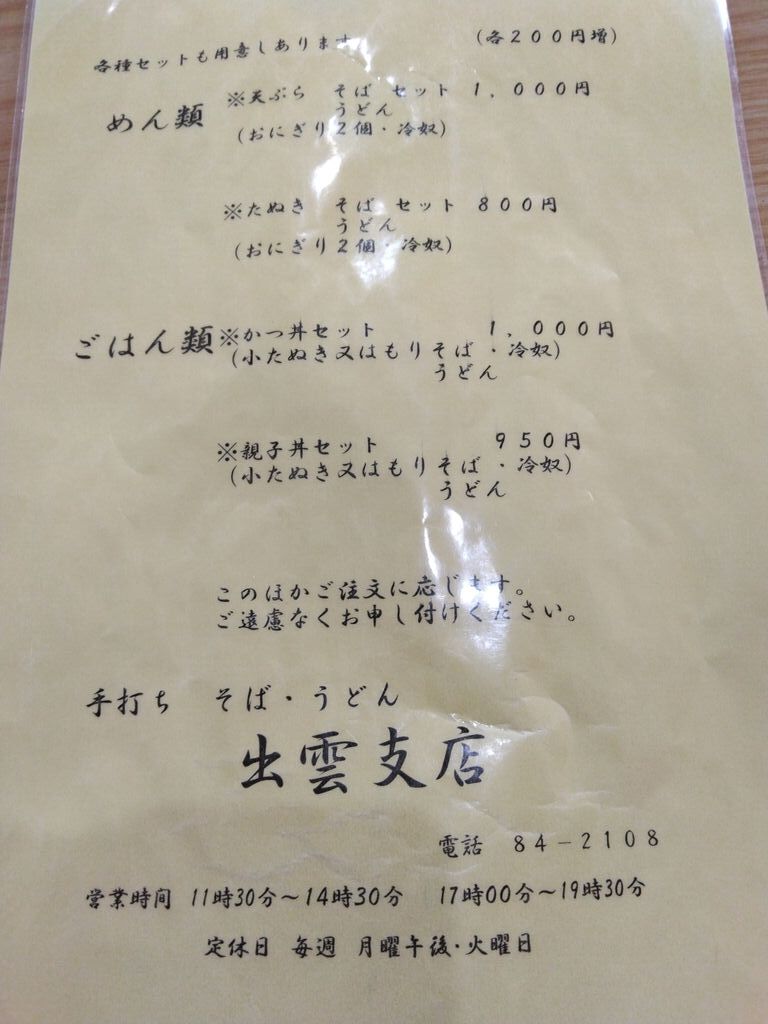 各種セットも用意しあります (各200円増)
めん類 ※天ぷら そば セット 1,000円
うどん
(おにぎり2個・冷奴)
※たぬき そば セット 800円
うどん
(おにぎり2個・冷奴)
ごはん類 ※かつ丼セット 1,000円
(小たぬき又はもりそば・冷奴)
うどん
※親子丼セット 950円
(小たぬき又はもりそば・冷奴)
うどん
このほかご注文に応じます。
ご遠慮なくお申し付けください。
手打ち そば・うどん
出雲支店
電話 84-2108
営業時間 11時30分～14時30分 17時00分～19時30分
定休日 毎週 月曜午後・火曜日